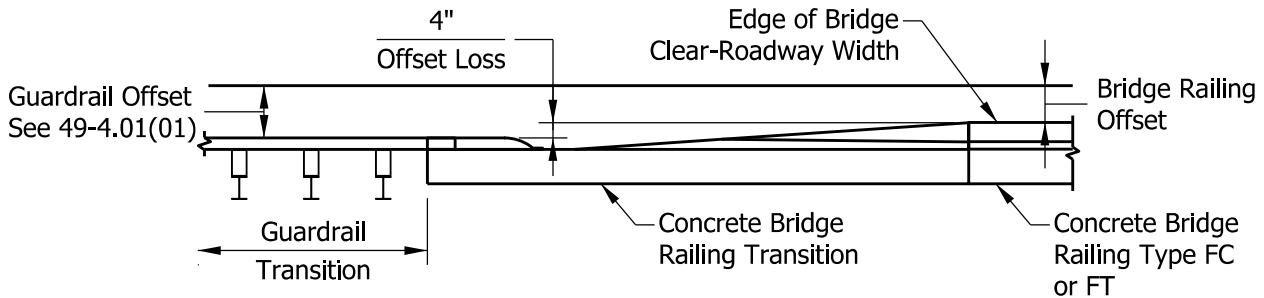 4"
Offset Loss
Edge of Bridge
Clear-Roadway Width
Guardrail Offset
See 49-4.01(01)
Bridge Railing
Offset
Guardrail
Transition
Concrete Bridge
Railing Transition
Concrete Bridge
Railing Type FC
or FT